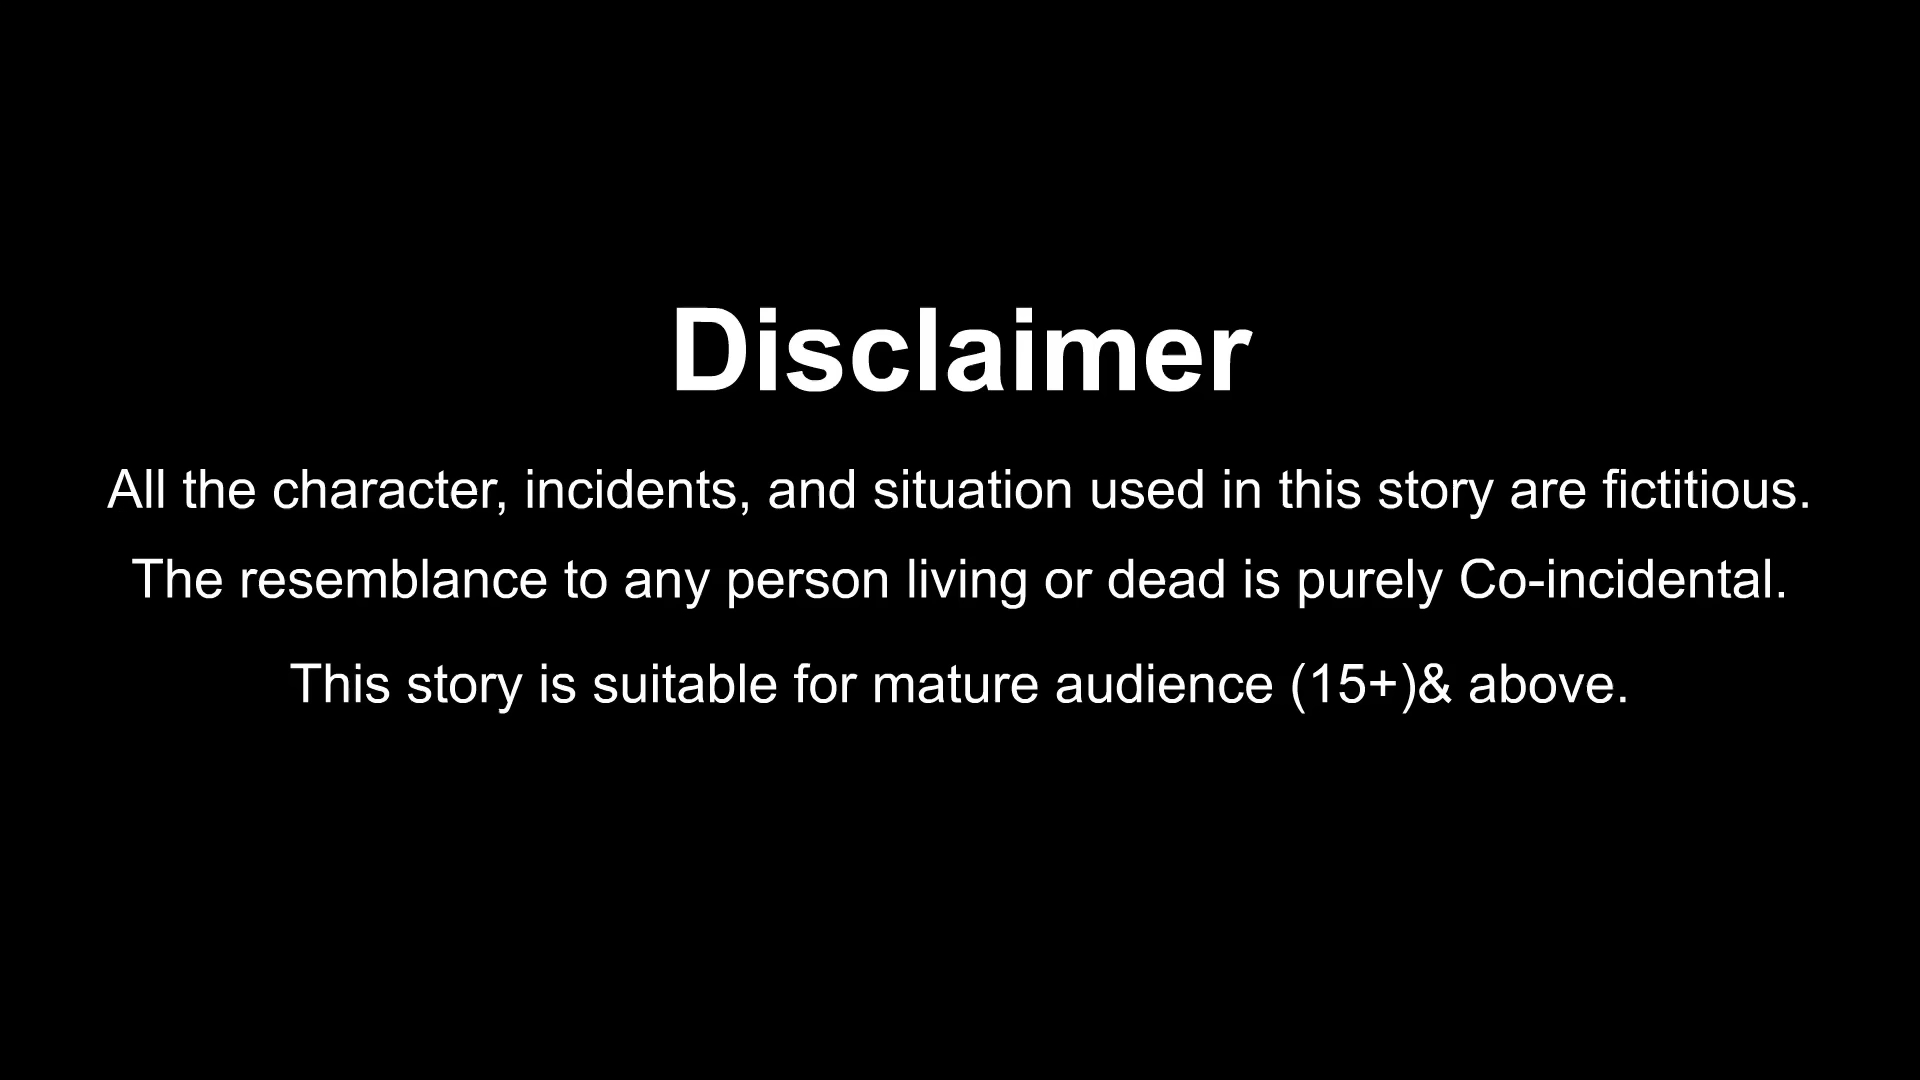 Disclaimer
All the character, incidents, and situation used in this story are fictitious.
The resemblance to any person living or dead is purely Co-incidental.
This story is suitable for mature audience (15+)& above.